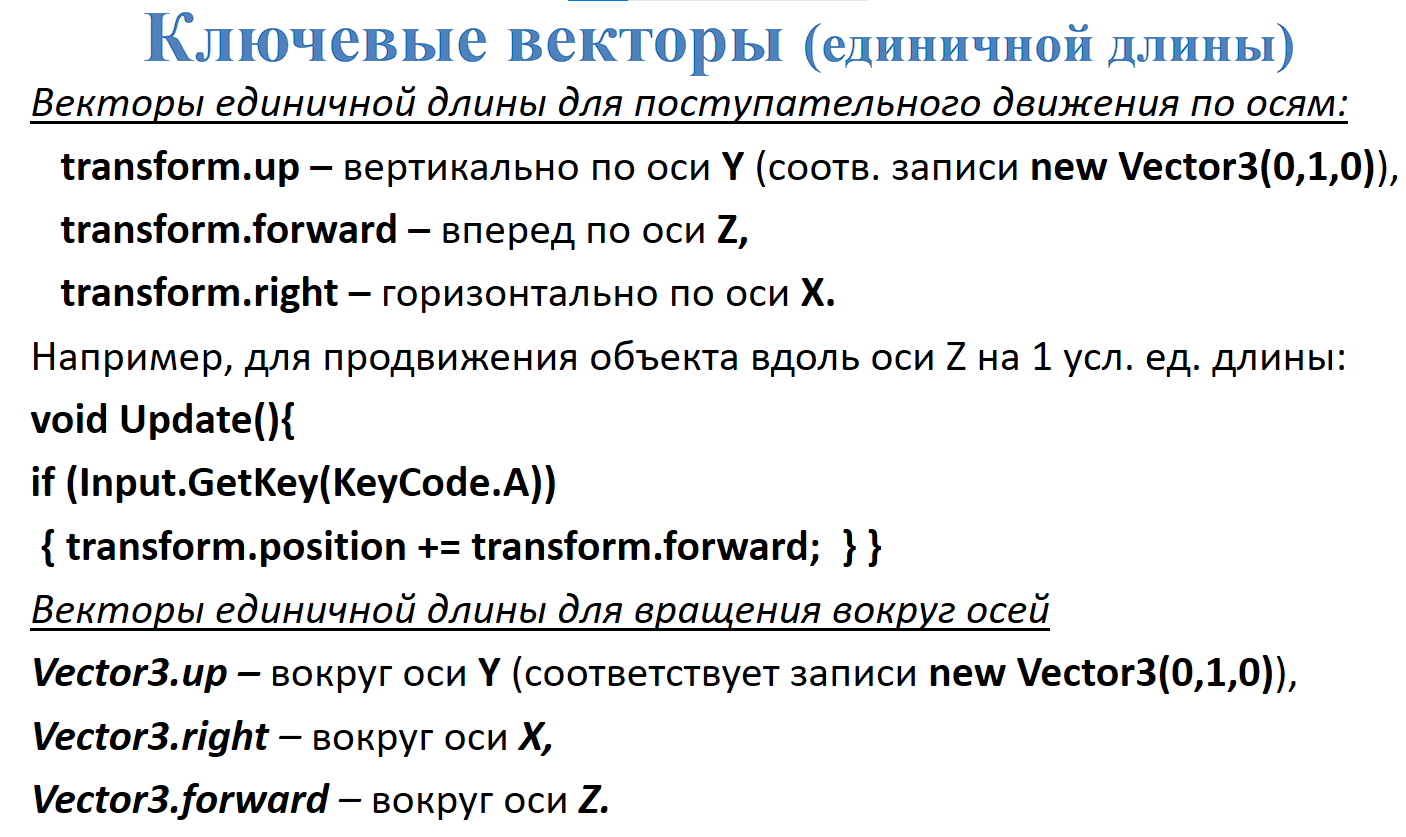 Ключевые векторы (единичной длины)
Векторы единичной длины для поступательного движения по осям:
transform.up – вертикально по оси Y (соотв. записи new Vector3(0,1,0)),
transform.forward – вперед по оси Z,
transform.right – горизонтально по оси X.
Например, для продвижения объекта вдоль оси Z на 1 усл. ед. длины:
void Update(){
if (Input.GetKey(KeyCode.A))
{ transform.position += transform.forward;  } }
Векторы единичной длины для вращения вокруг осей
Vector3.up – вокруг оси Y (соответствует записи new Vector3(0,1,0)),
Vector3.right – вокруг оси X,
Vector3.forward – вокруг оси Z.